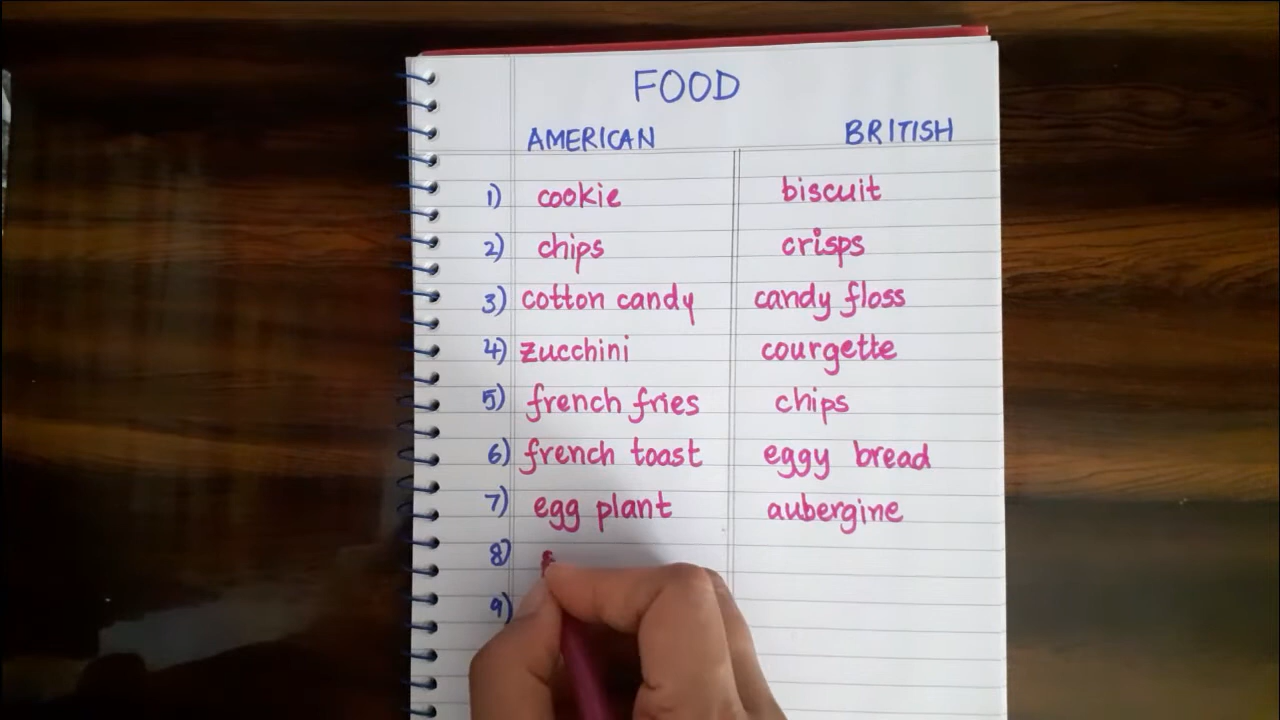 FOOD
AMERICAN BRITISH
1) cookie biscuit
2) chips crisps
3) cotton candy candy floss
4) zucchini courgette
5) french fries chips
6) french toast eggy bread
7) egg plant aubergine
8)
9)